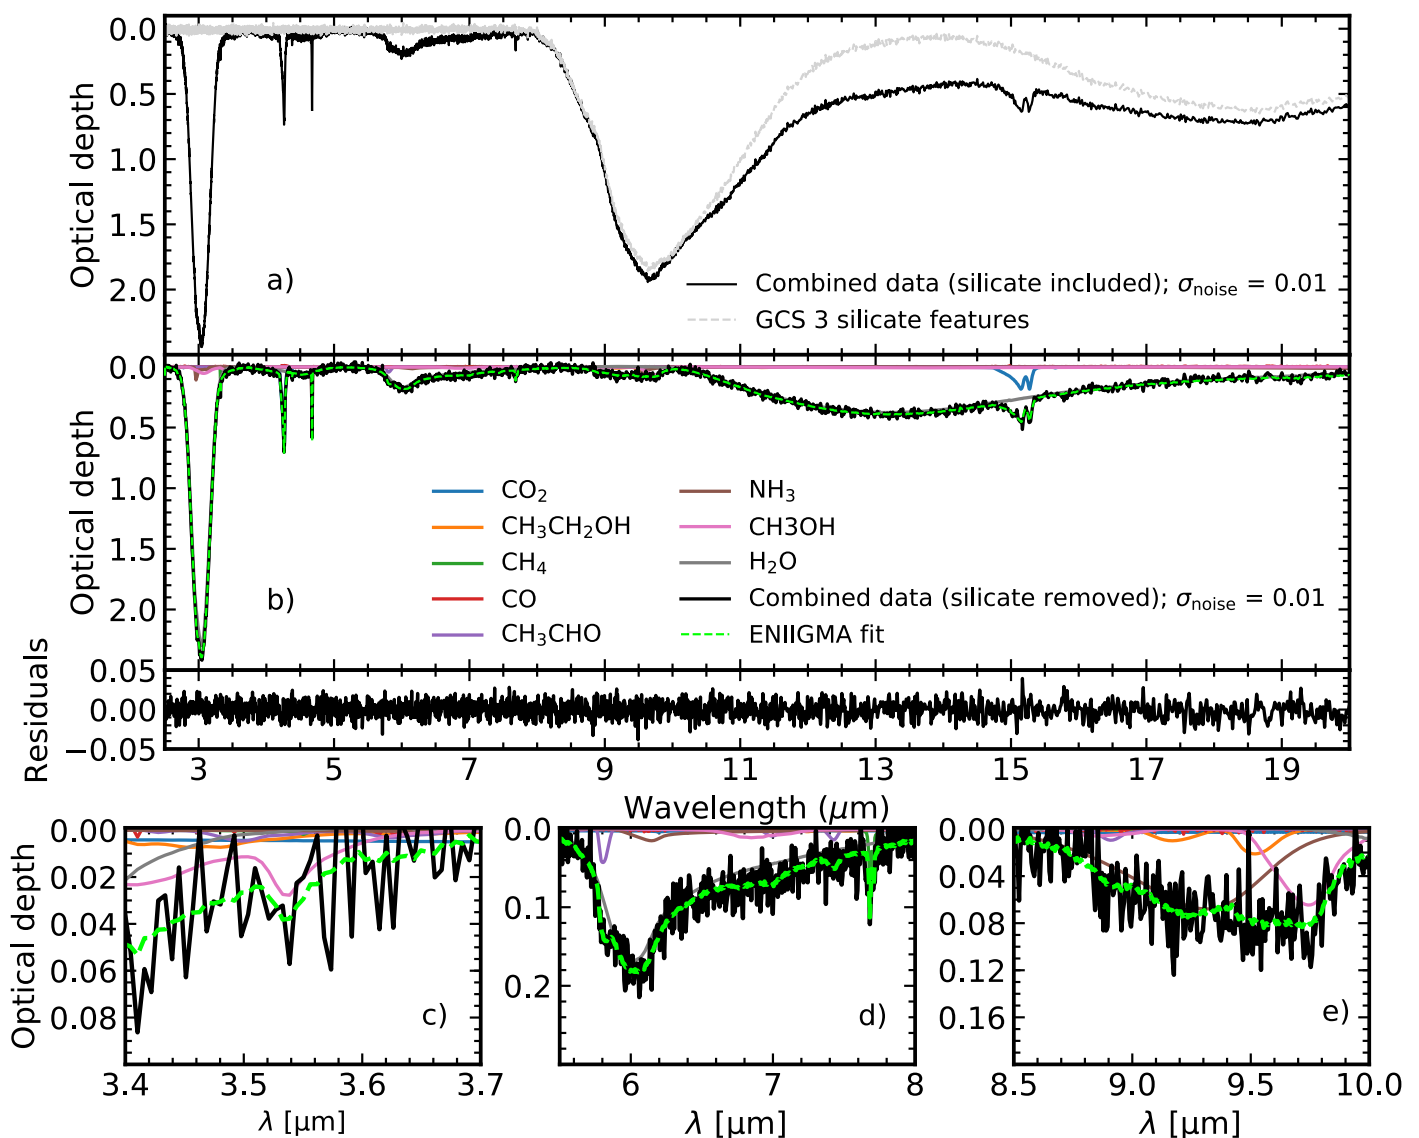 0.0
0.5
1.0
1.5
2.0
Optical depth
a)
Combined data (silicate included); σnoise = 0.01
GCS 3 silicate features
0.0
0.5
1.0
1.5
2.0
Optical depth
b)
CO₂
CH₃CH₂OH
CH₄
CO
CH₃CHO
NH₃
CH3OH
H₂O
Combined data (silicate removed); σnoise = 0.01
ENIIGMA fit
0.05
0.00
−0.05
Residuals
3 5 7 9 11 13 15 17 19
Wavelength (μm)
0.00
0.02
0.04
0.06
0.08
Optical depth
c)
3.4 3.5 3.6 3.7
λ [μm]
0.0
0.1
0.2
d)
6 7 8
λ [μm]
0.00
0.04
0.08
0.12
0.16
e)
8.5 9.0 9.5 10.0
λ [μm]